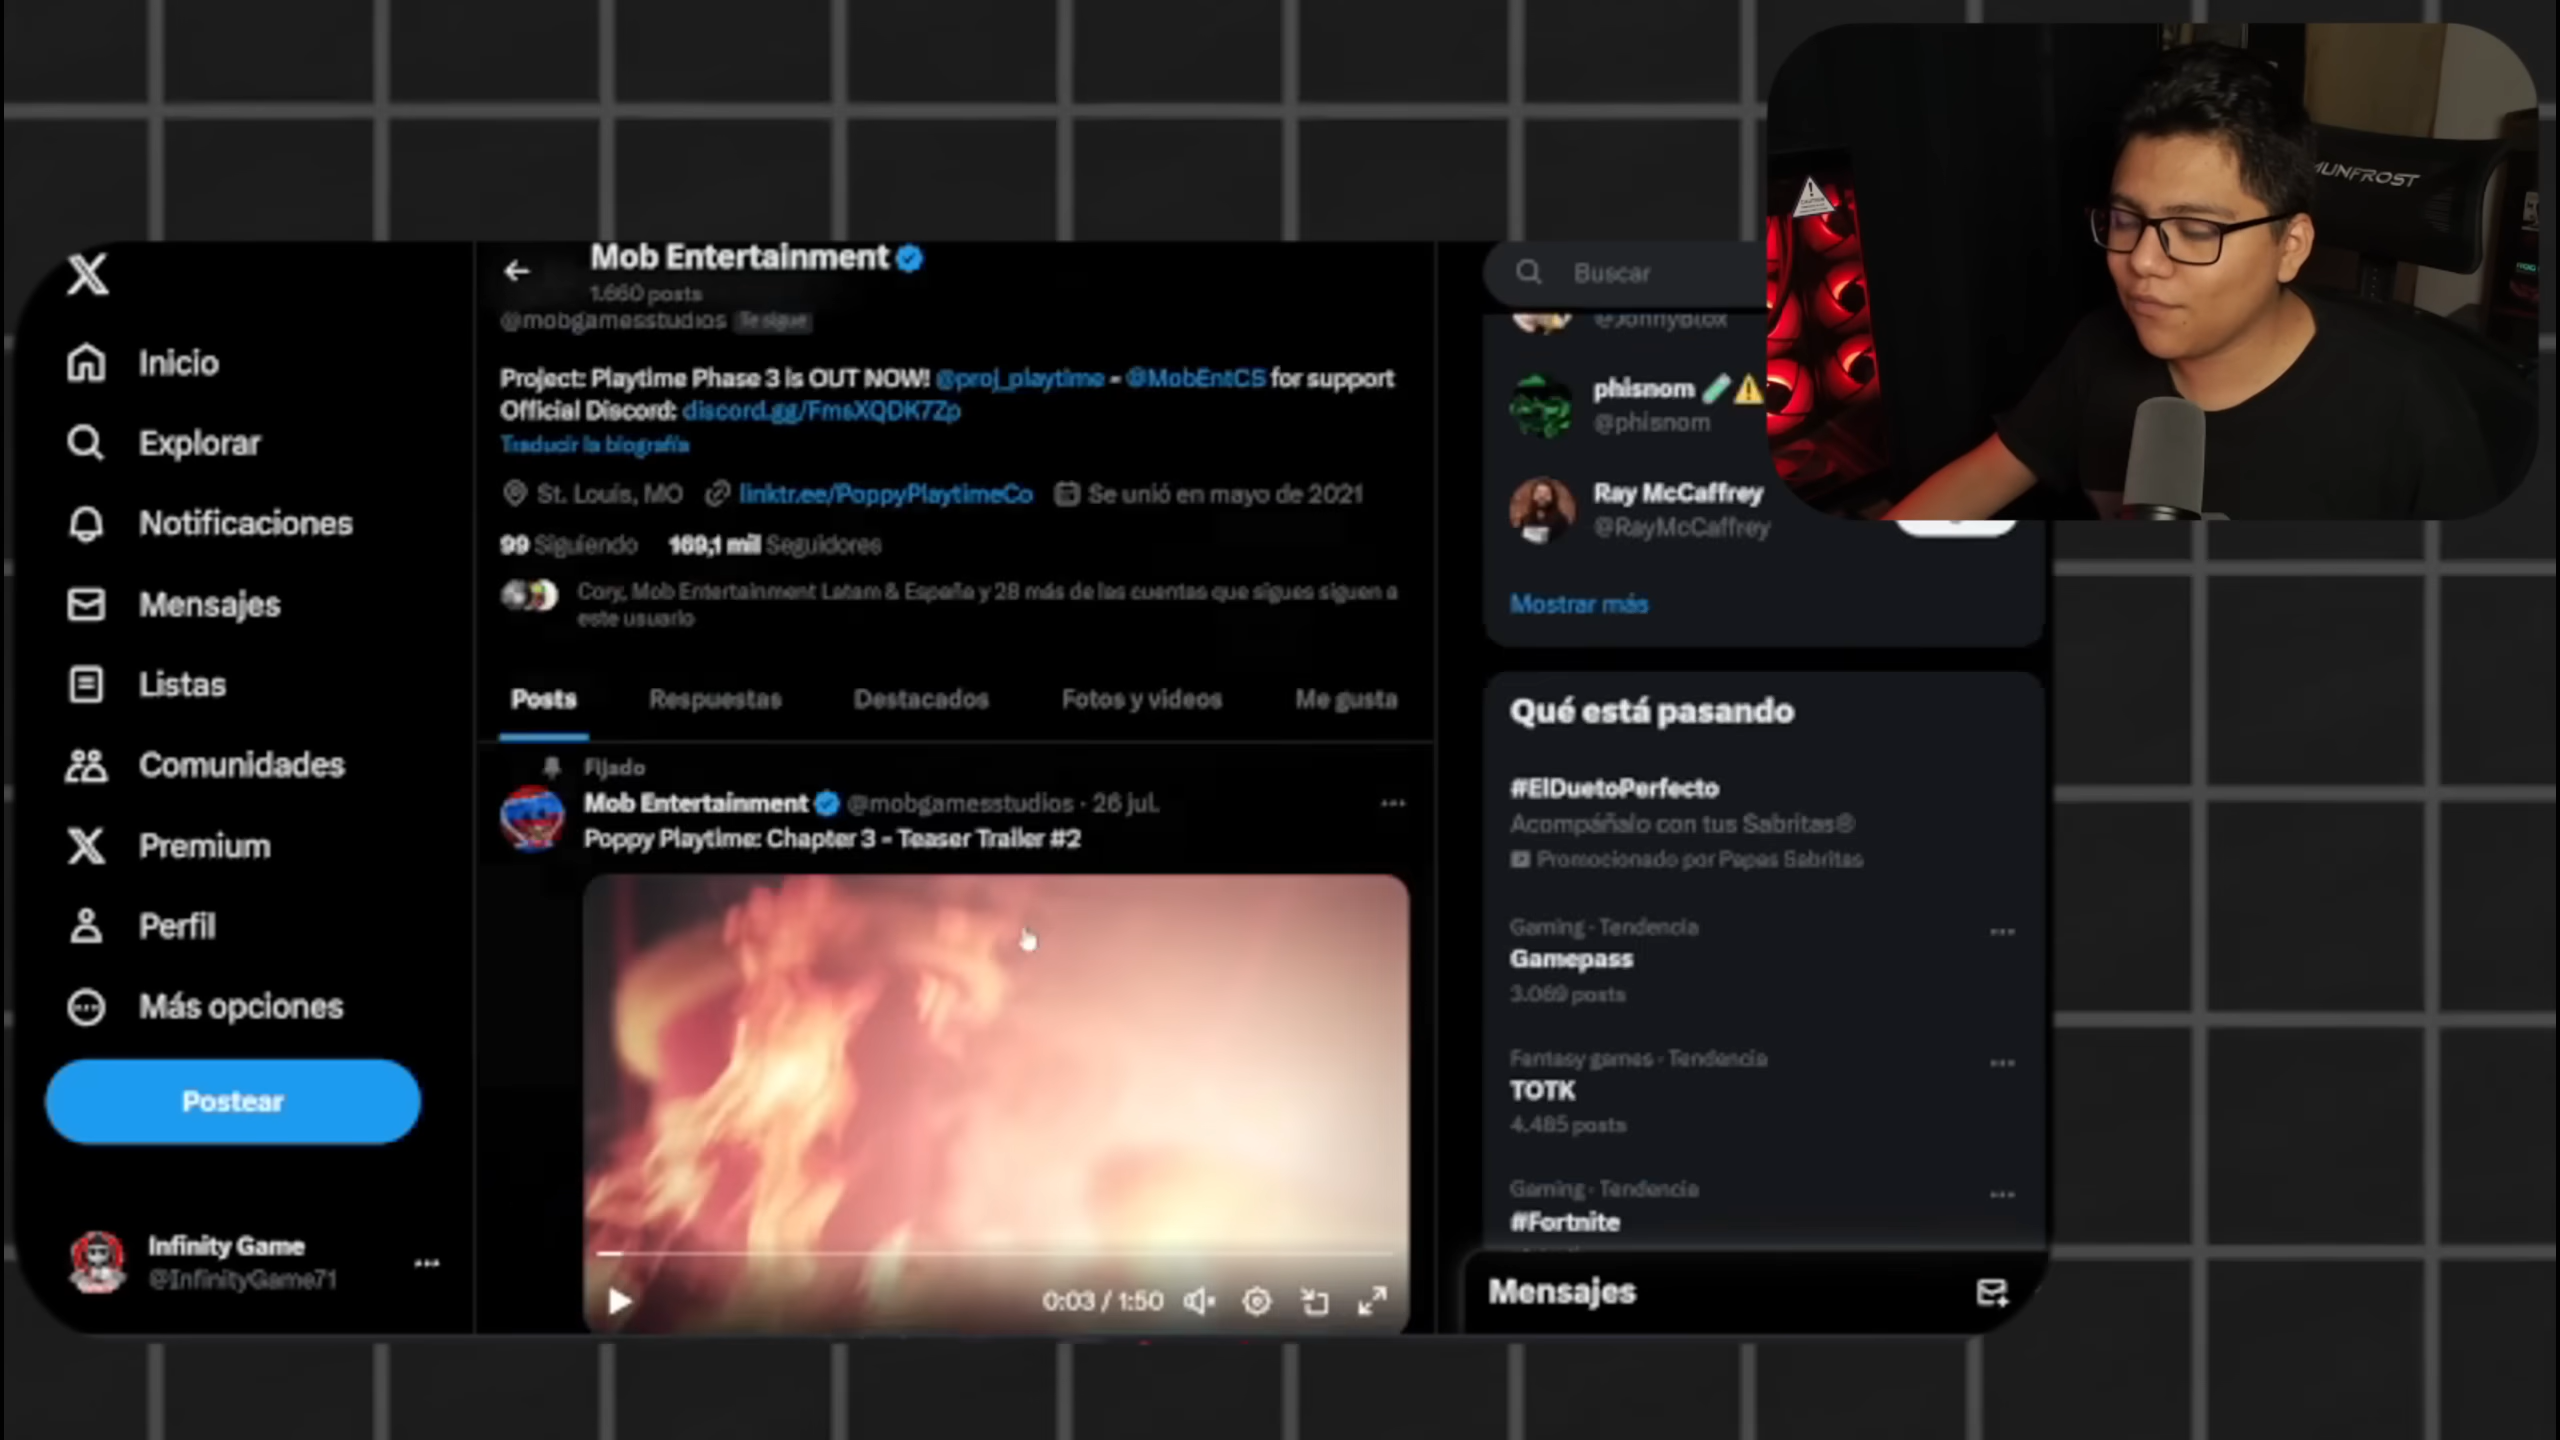 Inicio
Explorar
Notificaciones
Mensajes
Listas
Comunidades
Premium
Perfil
Más opciones
Postear
Infinity Game
@InfinityGame71
Mob Entertainment
1.660 posts
@mobgamesstudios Te sigue
Project: Playtime Phase 3 is OUT NOW! @proj_playtime - @MobEntCS for support
Official Discord: discord.gg/FmsXQDK7Zp
Traducir la biografía
St. Louis, MO linktr.ee/PoppyPlaytimeCo Se unió en mayo de 2021
99 Siguiendo 169,1 mil Seguidores
Cory, Mob Entertainment Latam & España y 28 más de las cuentas que sigues siguen a
este usuario
Posts Respuestas Destacados Fotos y videos Me gusta
Fijado
Mob Entertainment @mobgamesstudios · 26 jul.
Poppy Playtime: Chapter 3 - Teaser Trailer #2
0:03 / 1:50
Buscar
@JonnyBlox
phisnom
@phisnom
Ray McCaffrey
@RayMcCaffrey
Mostrar más
Qué está pasando
#ElDuetoPerfecto
Acompáñalo con tus Sabritas®
Promocionado por Papas Sabritas
Gaming · Tendencia
Gamepass
3.069 posts
Fantasy games · Tendencia
TOTK
4.485 posts
Gaming · Tendencia
#Fortnite
Mensajes